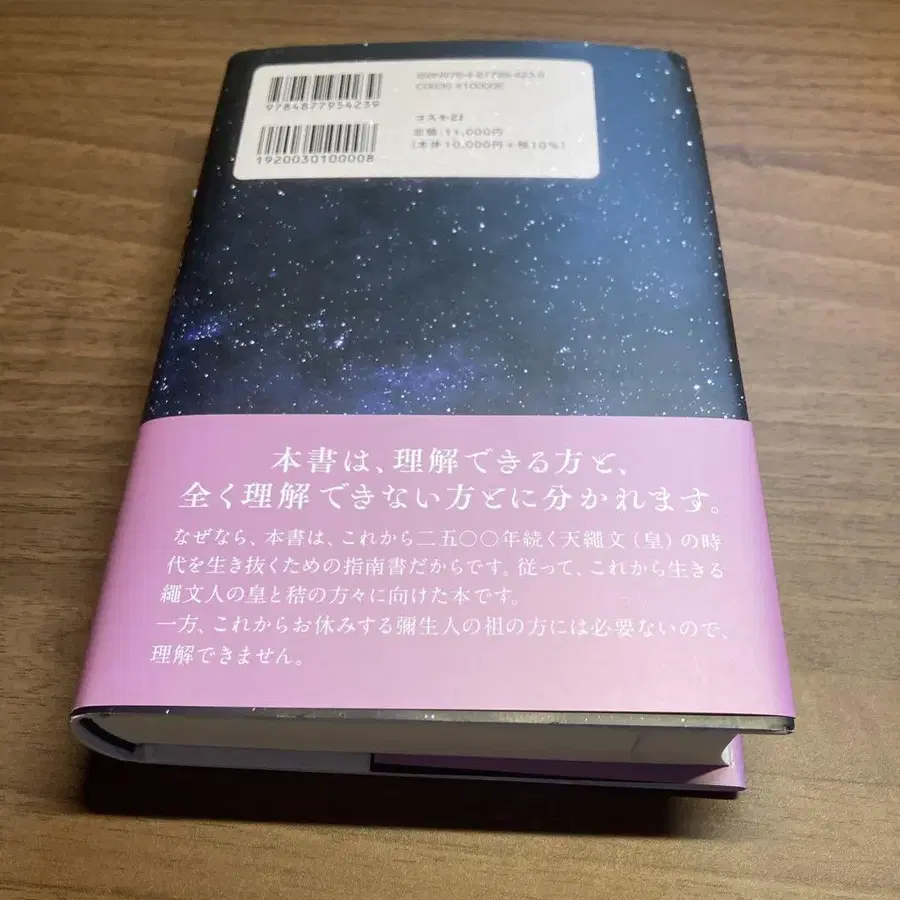 9784877954239
1920030100008
ISBN978-4-87795-423-9
C0030 ¥10000E
コスモ21
定価：11,000円
（本体10,000円＋税10%）
本書は、理解できる方と、
全く理解できない方とに分かれます。
なぜなら、本書は、これから二五〇〇年続く天繩文（皇）の時
代を生き抜くための指南書だからです。従って、これから生きる
繩文人の皇と秸の方々に向けた本です。
一方、これからお休みする彌生人の祖の方には必要ないので、
理解できません。